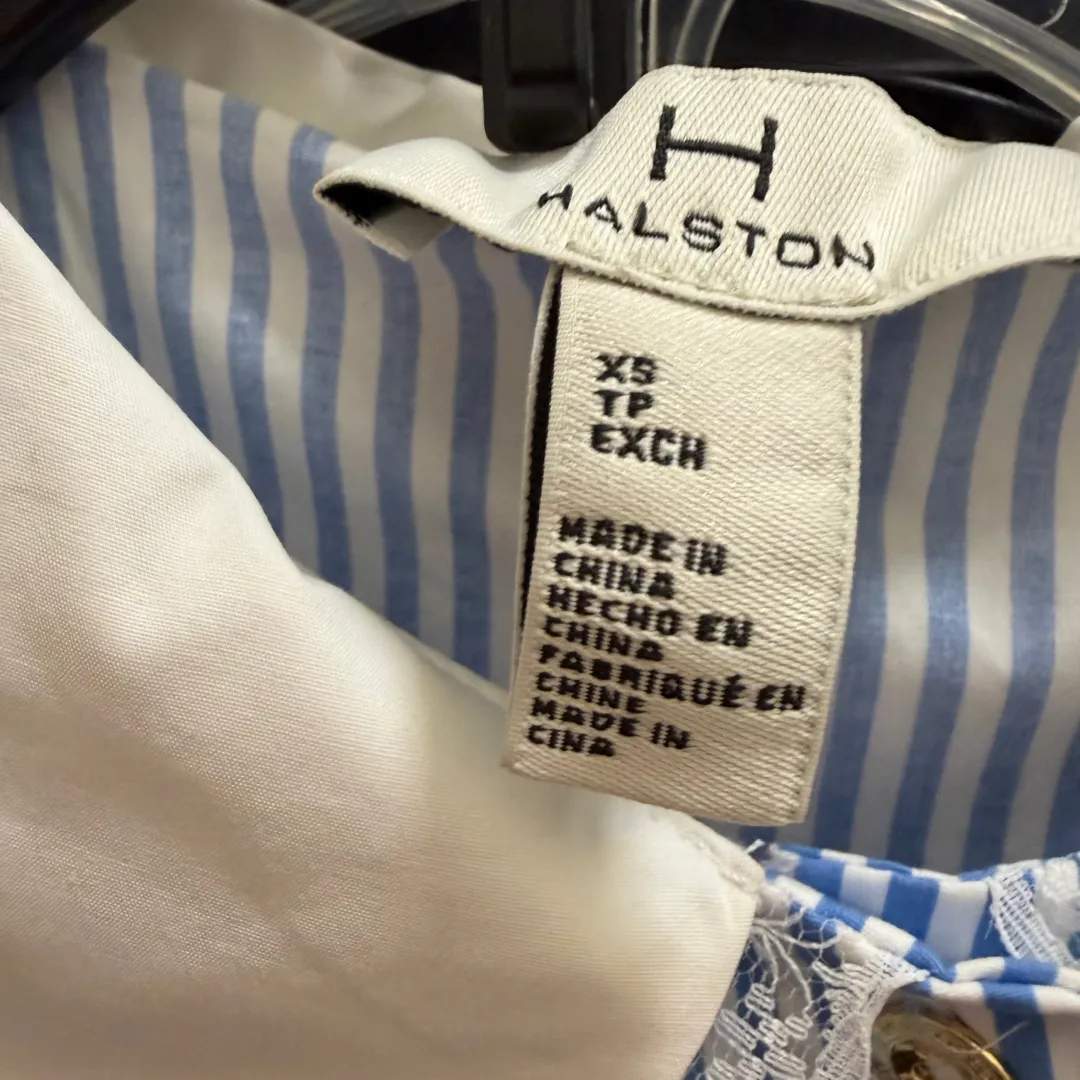 H
HALSTON
XS
TP
EXCH
MADE IN
CHINA
HECHO EN
CHINA
FABRIQUÉ EN
CHINE
MADE IN
CINA